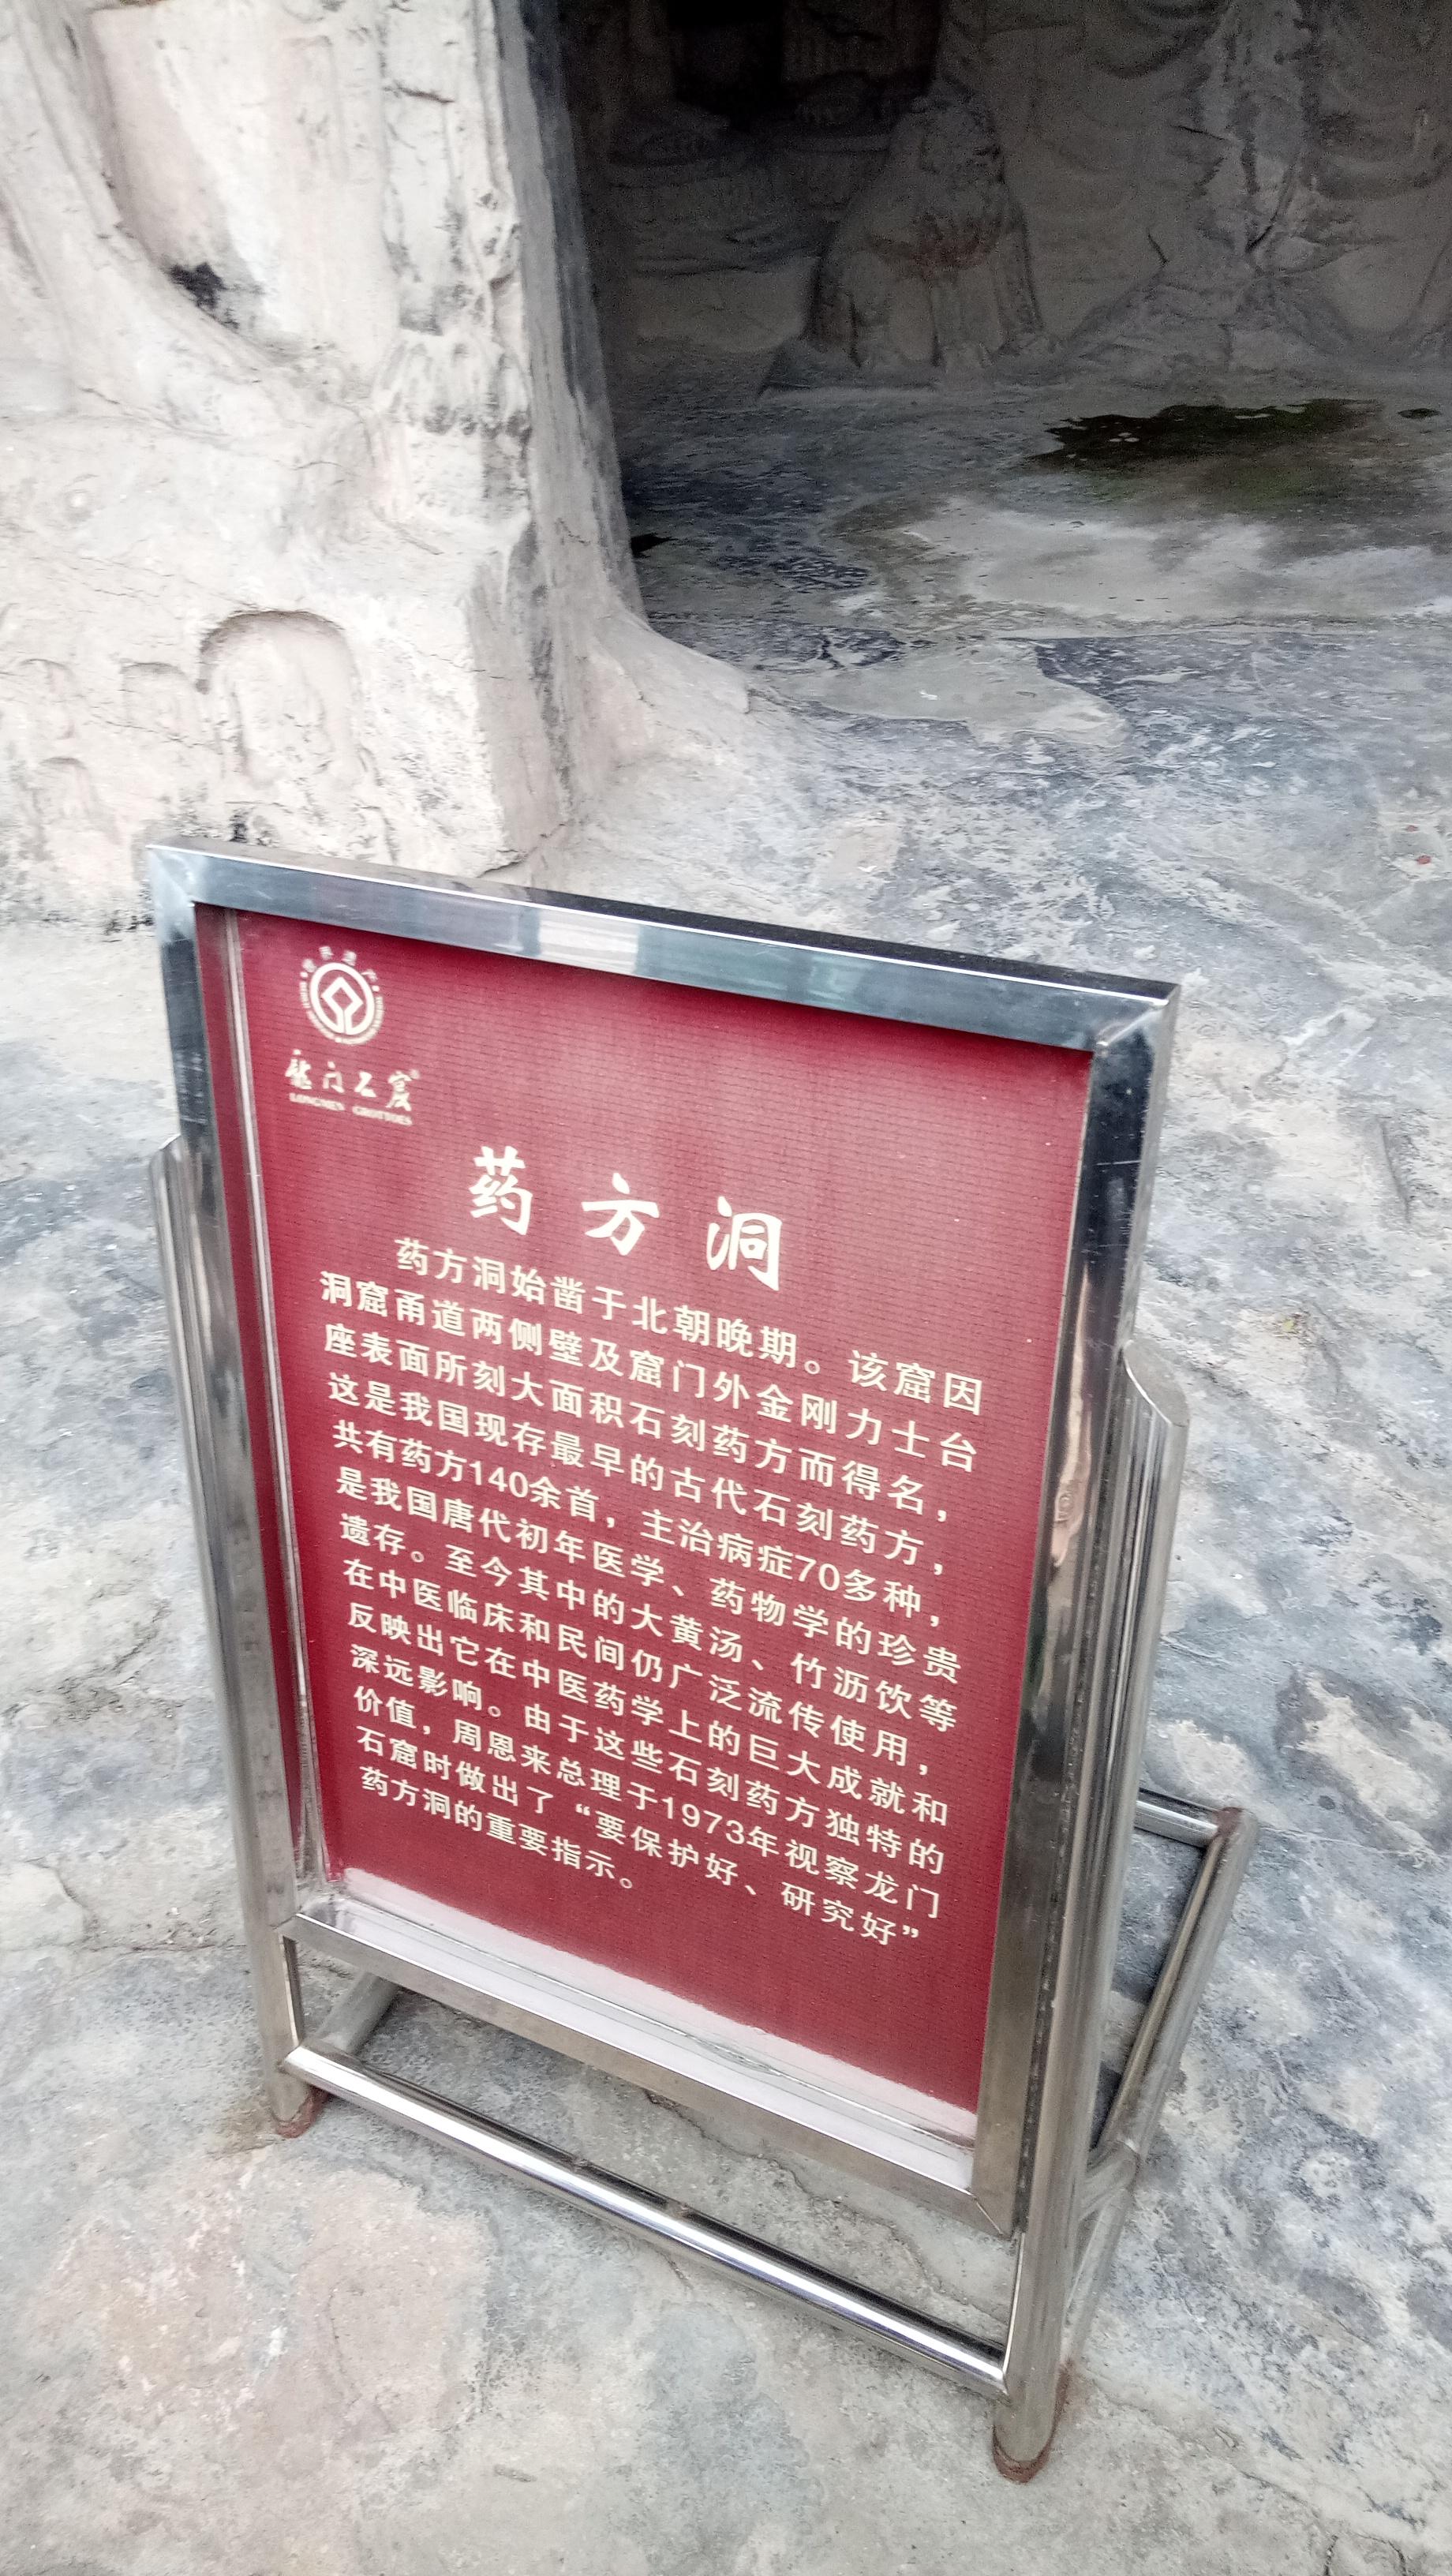 世界遗产
龍门石窟
LONGMEN GROTTOES
药方洞
药方洞始凿于北朝晚期。该窟因
洞窟甬道两侧壁及窟门外金刚力士台
座表面所刻大面积石刻药方而得名，
这是我国现存最早的古代石刻药方，
共有药方140余首，主治病症70多种，
是我国唐代初年医学、药物学的珍贵
遗存。至今其中的大黄汤、竹沥饮等
在中医临床和民间仍广泛流传使用，
反映出它在中医药学上的巨大成就和
深远影响。由于这些石刻药方独特的
价值，周恩来总理于1973年视察龙门
石窟时做出了“要保护好、研究好”
药方洞的重要指示。